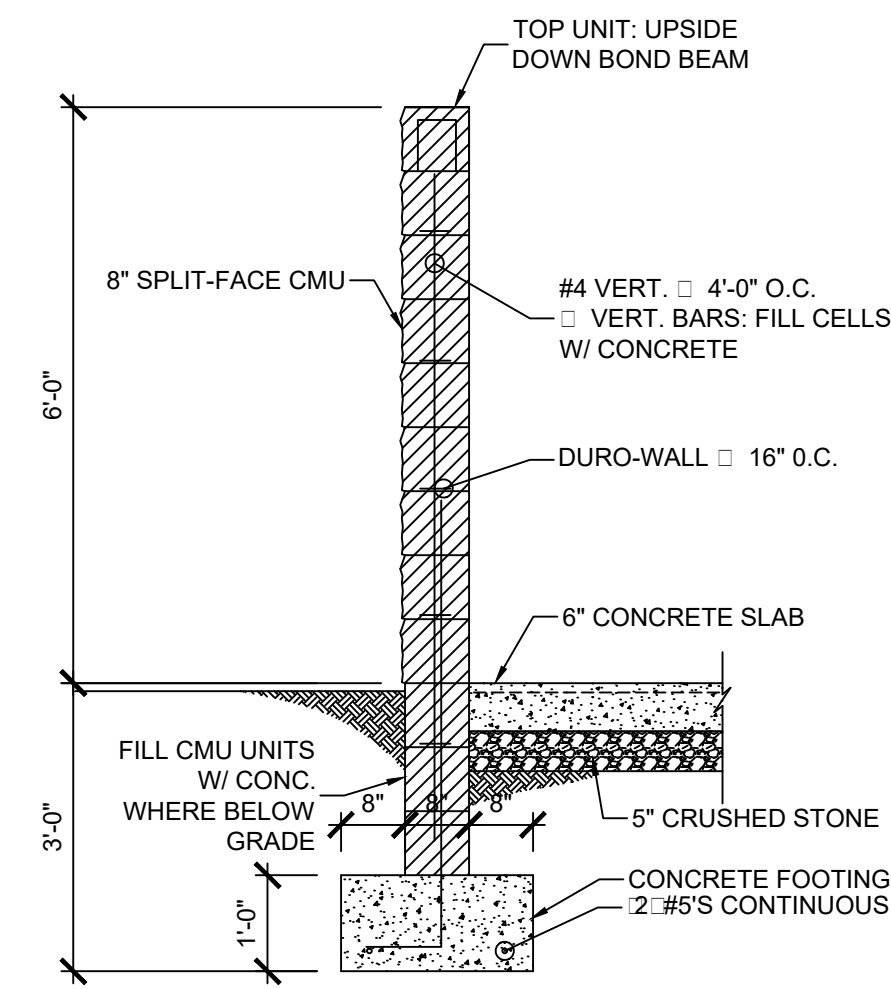 TOP UNIT: UPSIDE
DOWN BOND BEAM
8" SPLIT-FACE CMU
#4 VERT. □ 4'-0" O.C.
□ VERT. BARS: FILL CELLS
W/ CONCRETE
6'-0"
DURO-WALL □ 16" 0.C.
6" CONCRETE SLAB
FILL CMU UNITS
W/ CONC.
WHERE BELOW
GRADE
8"
8"
8"
3'-0"
5" CRUSHED STONE
1'-0"
CONCRETE FOOTING
□2□#5'S CONTINUOUS